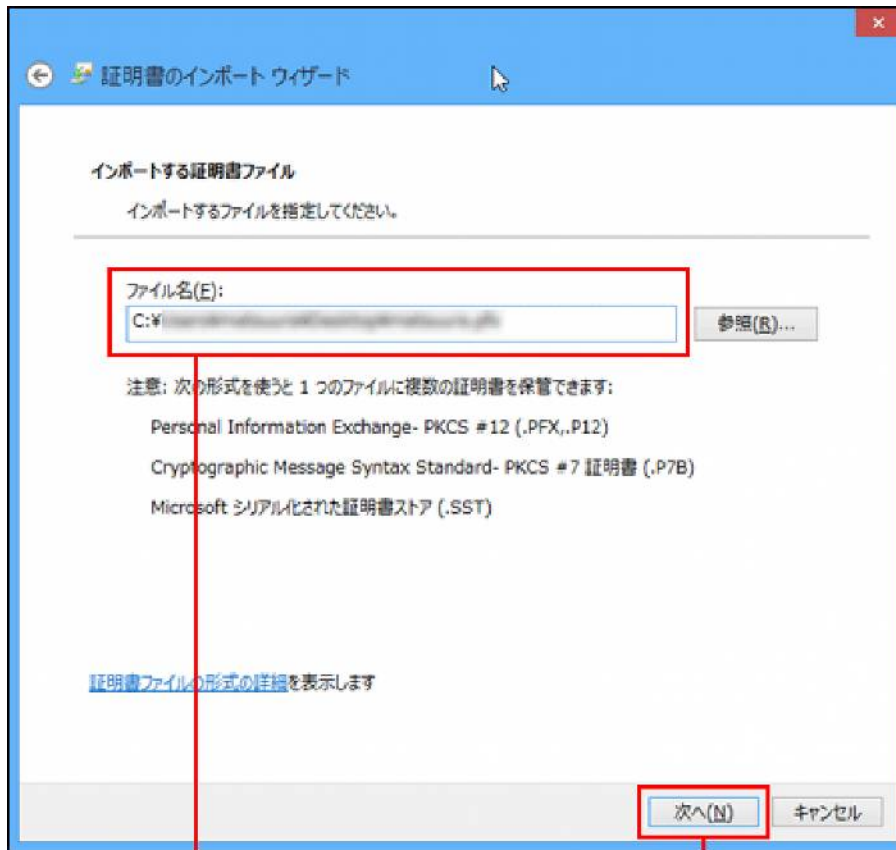 証明書のインポート ウィザード
インポートする証明書ファイル
インポートするファイルを指定してください。
ファイル名(F):
C:¥
参照(R)...
注意: 次の形式を使うと 1 つのファイルに複数の証明書を保管できます:
Personal Information Exchange- PKCS #12 (.PFX,.P12)
Cryptographic Message Syntax Standard- PKCS #7 証明書 (.P7B)
Microsoft シリアル化された証明書ストア (.SST)
証明書ファイルの形式の詳細を表示します
次へ(N)
キャンセル